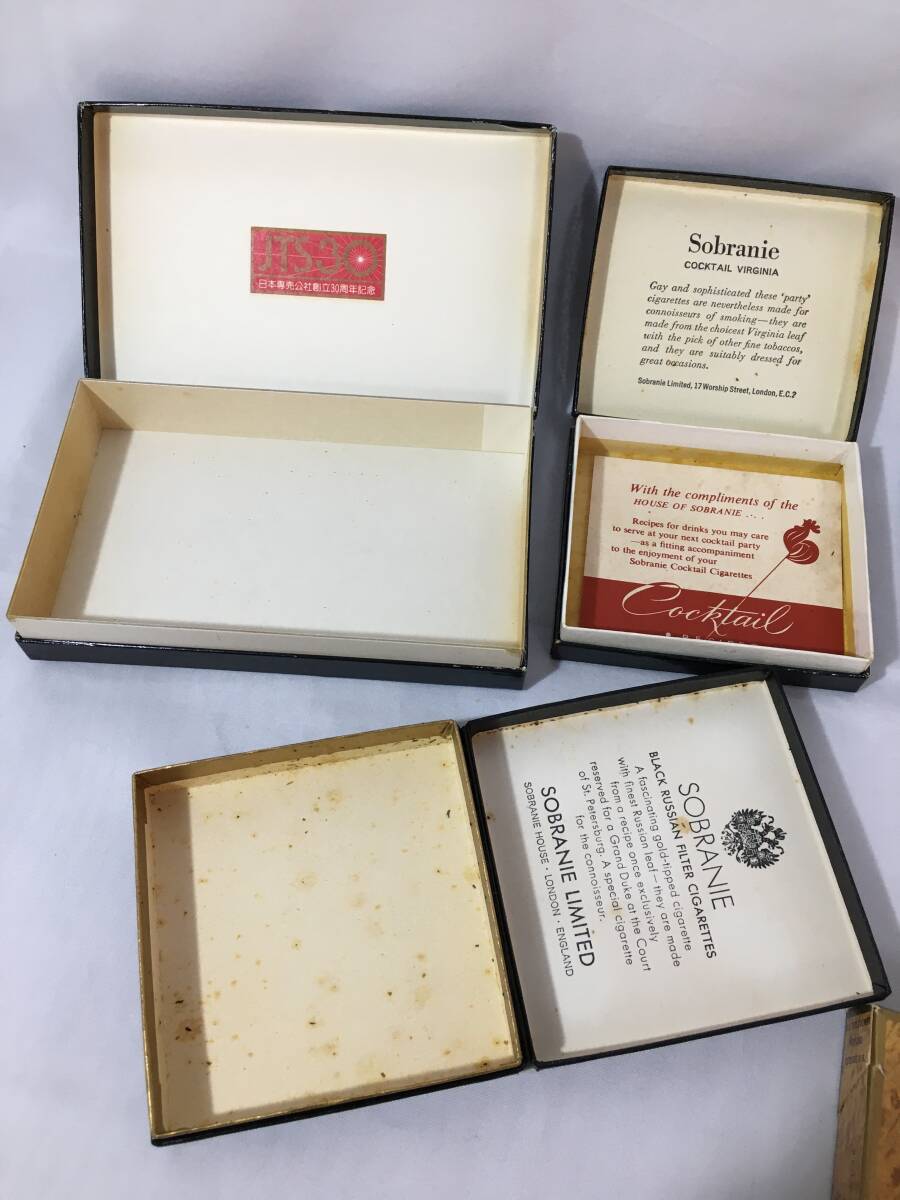 JTS30
日本専売公社創立30周年記念
Sobranie
COCKTAIL VIRGINIA
Gay and sophisticated these 'party'
cigarettes are nevertheless made for
connoisseurs of smoking—they are
made from the choicest Virginia leaf
with the pick of other fine tobaccos,
and they are suitably dressed for
great occasions.
Sobranie Limited, 17 Worship Street, London, E.C.2
With the compliments of the
HOUSE OF SOBRANIE . . .
Recipes for drinks you may care
to serve at your next cocktail party
—as a fitting accompaniment
to the enjoyment of your
Sobranie Cocktail Cigarettes
Cocktail
SOBRANIE
BLACK RUSSIAN FILTER CIGARETTES
A fascinating gold-tipped cigarette
with finest Russian leaf—they are made
from a recipe once exclusively
reserved for a Grand Duke at the Court
of St. Petersburg. A special cigarette
for the connoisseur.
SOBRANIE LIMITED
SOBRANIE HOUSE · LONDON · ENGLAND